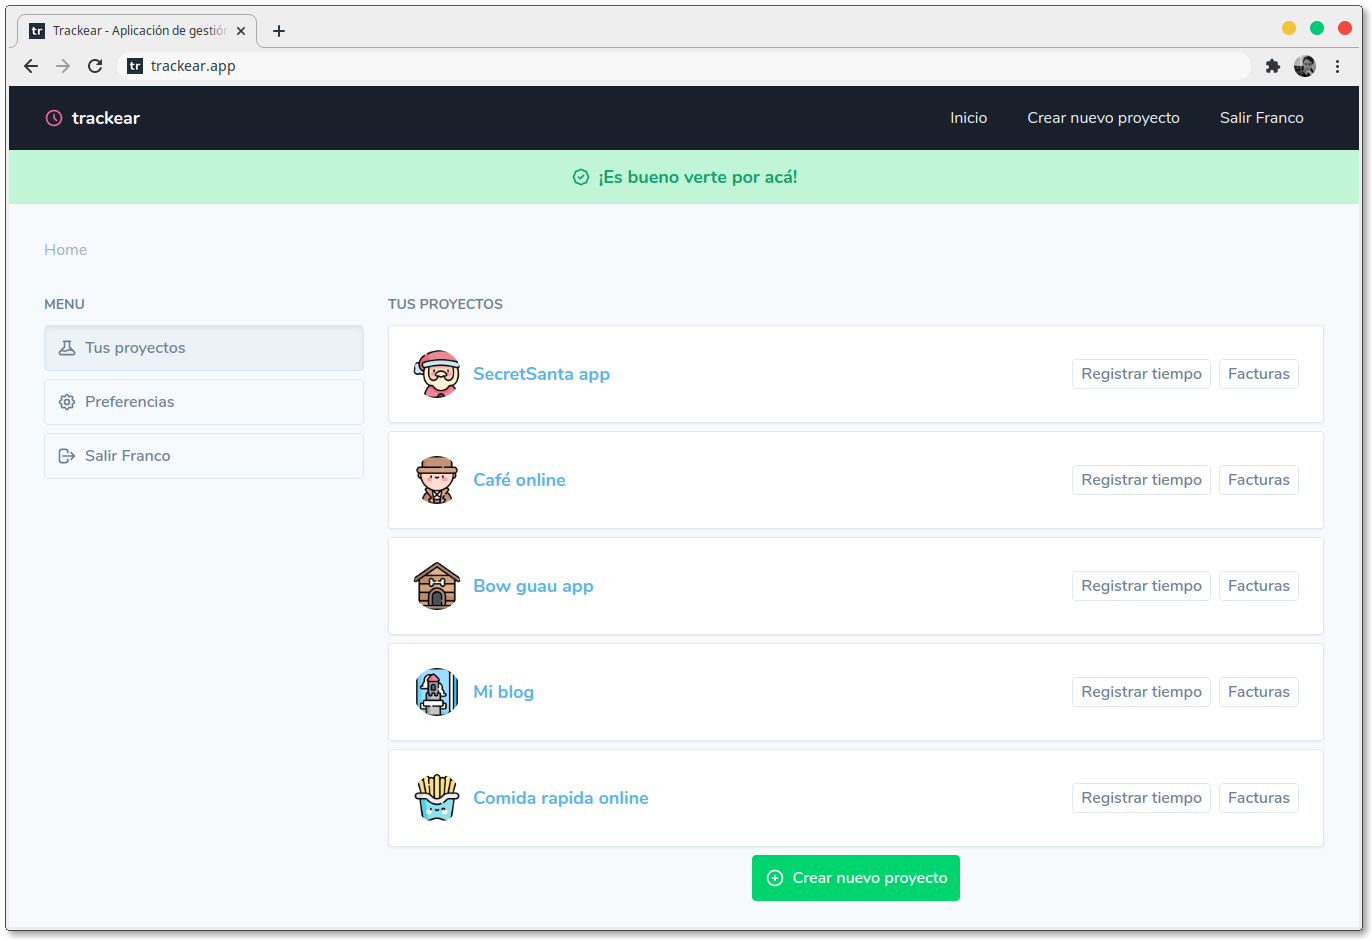 tr Trackear - Aplicación de gestión
tr trackear.app
trackear Inicio Crear nuevo proyecto Salir Franco
¡Es bueno verte por acá!
Home
MENU
Tus proyectos
Preferencias
Salir Franco
TUS PROYECTOS
SecretSanta app Registrar tiempo Facturas
Café online Registrar tiempo Facturas
Bow guau app Registrar tiempo Facturas
Mi blog Registrar tiempo Facturas
Comida rapida online Registrar tiempo Facturas
Crear nuevo proyecto